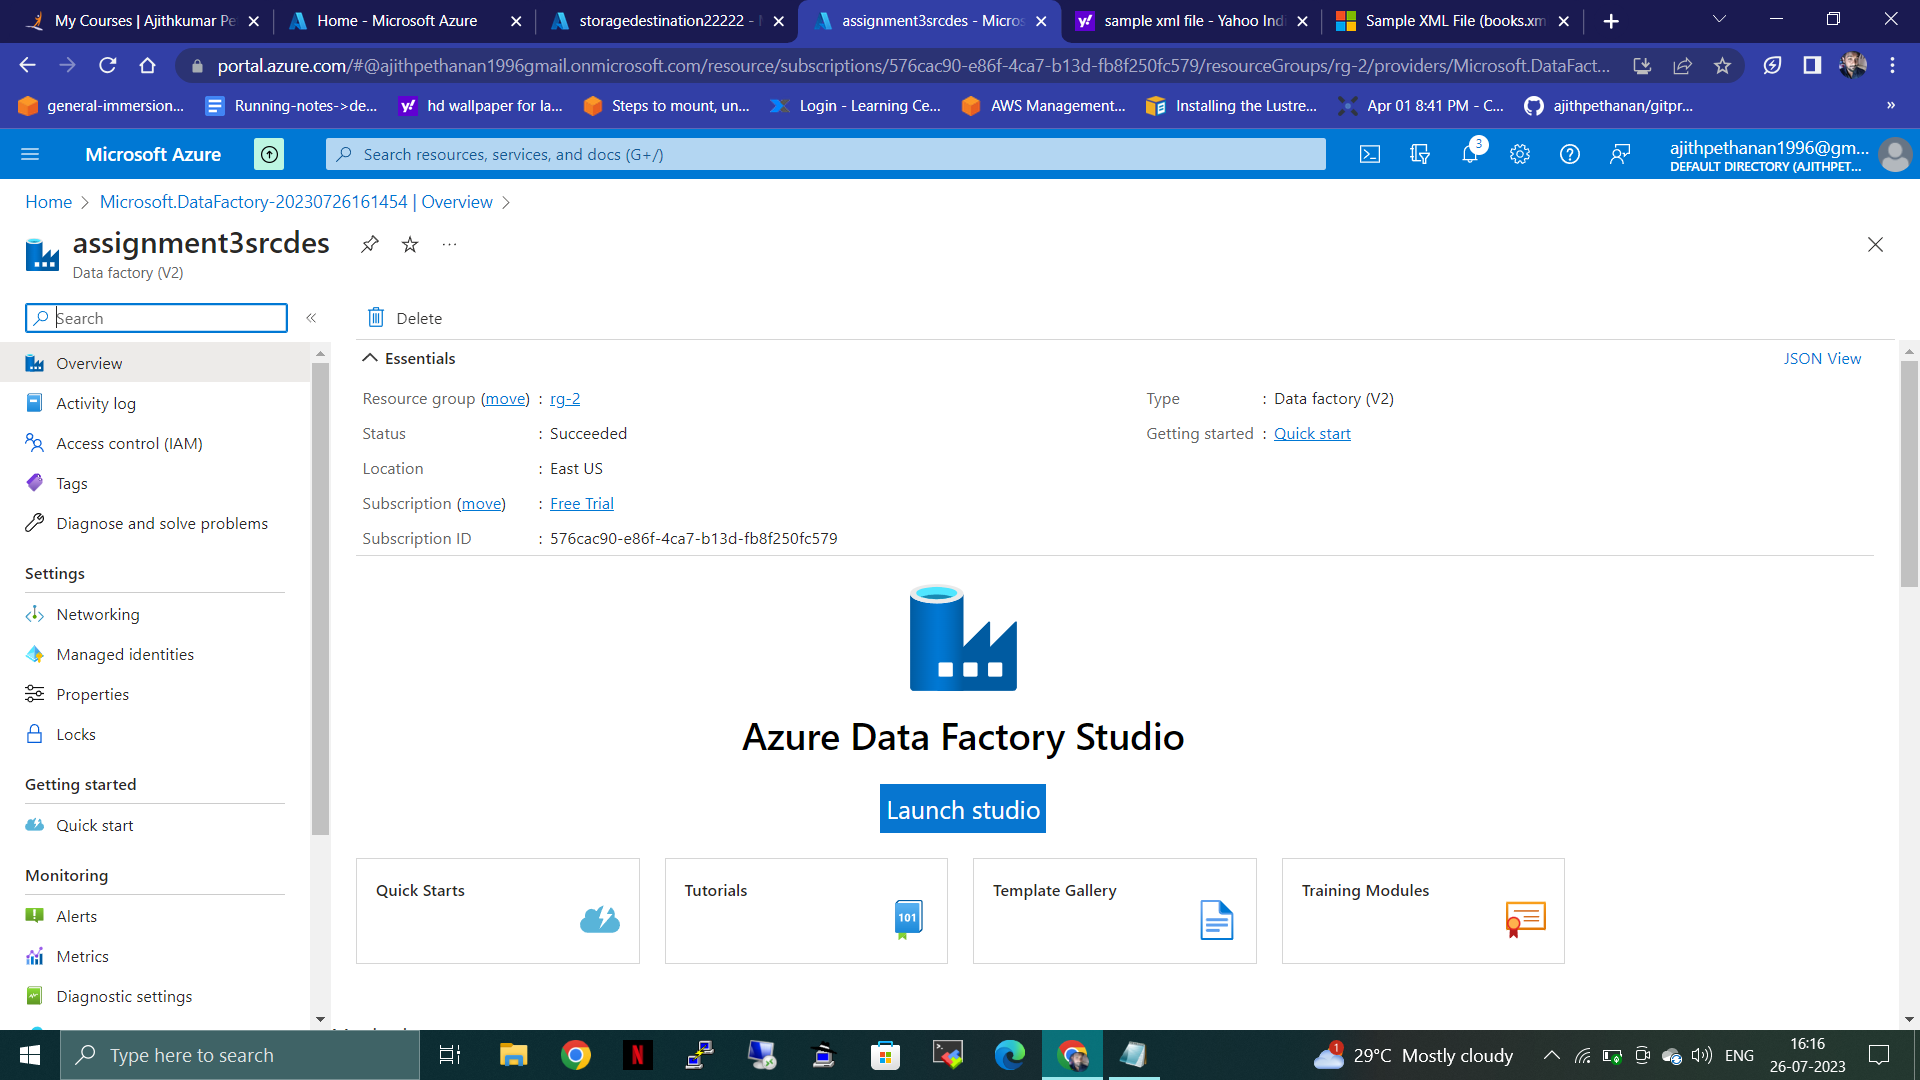 My Courses | Ajithkumar Pe
Home - Microsoft Azure
storagedestination22222 - M
assignment3srcdes - Micros
sample xml file - Yahoo Indi
Sample XML File (books.xm
portal.azure.com/#@ajithpethanan1996gmail.onmicrosoft.com/resource/subscriptions/576cac90-e86f-4ca7-b13d-fb8f250fc579/resourceGroups/rg-2/providers/Microsoft.DataFact...
general-immersion...
Running-notes->de...
hd wallpaper for la...
Steps to mount, un...
Login - Learning Ce...
AWS Management...
Installing the Lustre...
Apr 01 8:41 PM - C...
ajithpethanan/gitpr...
»
Microsoft Azure
Search resources, services, and docs (G+/)
3
ajithpethanan1996@gm...
DEFAULT DIRECTORY (AJITHPET...
Home > Microsoft.DataFactory-20230726161454 | Overview >
assignment3srcdes
...
Data factory (V2)
Search
«
Delete
Overview
Activity log
Access control (IAM)
Tags
Diagnose and solve problems
Settings
Networking
Managed identities
Properties
Locks
Getting started
Quick start
Monitoring
Alerts
Metrics
Diagnostic settings
Essentials
JSON View
Resource group (move) : rg-2
Status : Succeeded
Location : East US
Subscription (move) : Free Trial
Subscription ID : 576cac90-e86f-4ca7-b13d-fb8f250fc579
Type : Data factory (V2)
Getting started : Quick start
Azure Data Factory Studio
Launch studio
Quick Starts
Tutorials
101
Template Gallery
Training Modules
Type here to search
N
1
29°C Mostly cloudy
ENG
16:16
26-07-2023